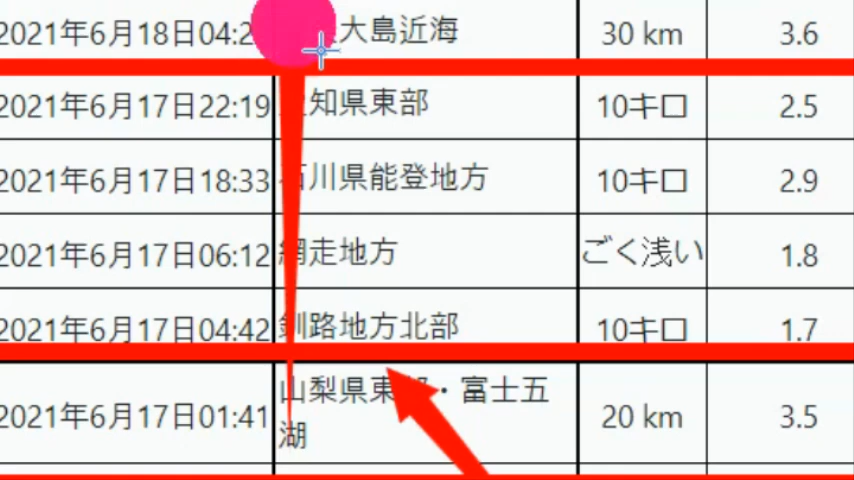 2021年6月18日04:2 大島近海 30 km 3.6
2021年6月17日22:19 知県東部 10キロ 2.5
2021年6月17日18:33 石川県能登地方 10キロ 2.9
2021年6月17日06:12 網走地方 ごく浅い 1.8
2021年6月17日04:42 釧路地方北部 10キロ 1.7
2021年6月17日01:41 山梨県東部・富士五 20 km 3.5
湖